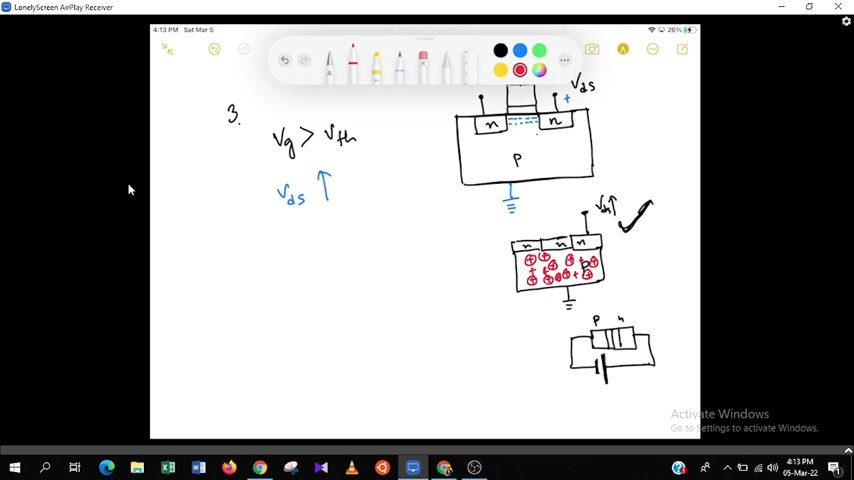 LonelyScreen AirPlay Receiver
4:13 PM Sat Mar 5
26%
A
Vds
+
3.
n
n
Vg > Vth
P
Vds ↑
Vds↑
n n n
P
P n
Activate Windows
Go to Settings to activate Windows.
4:13 PM
05-Mar-22